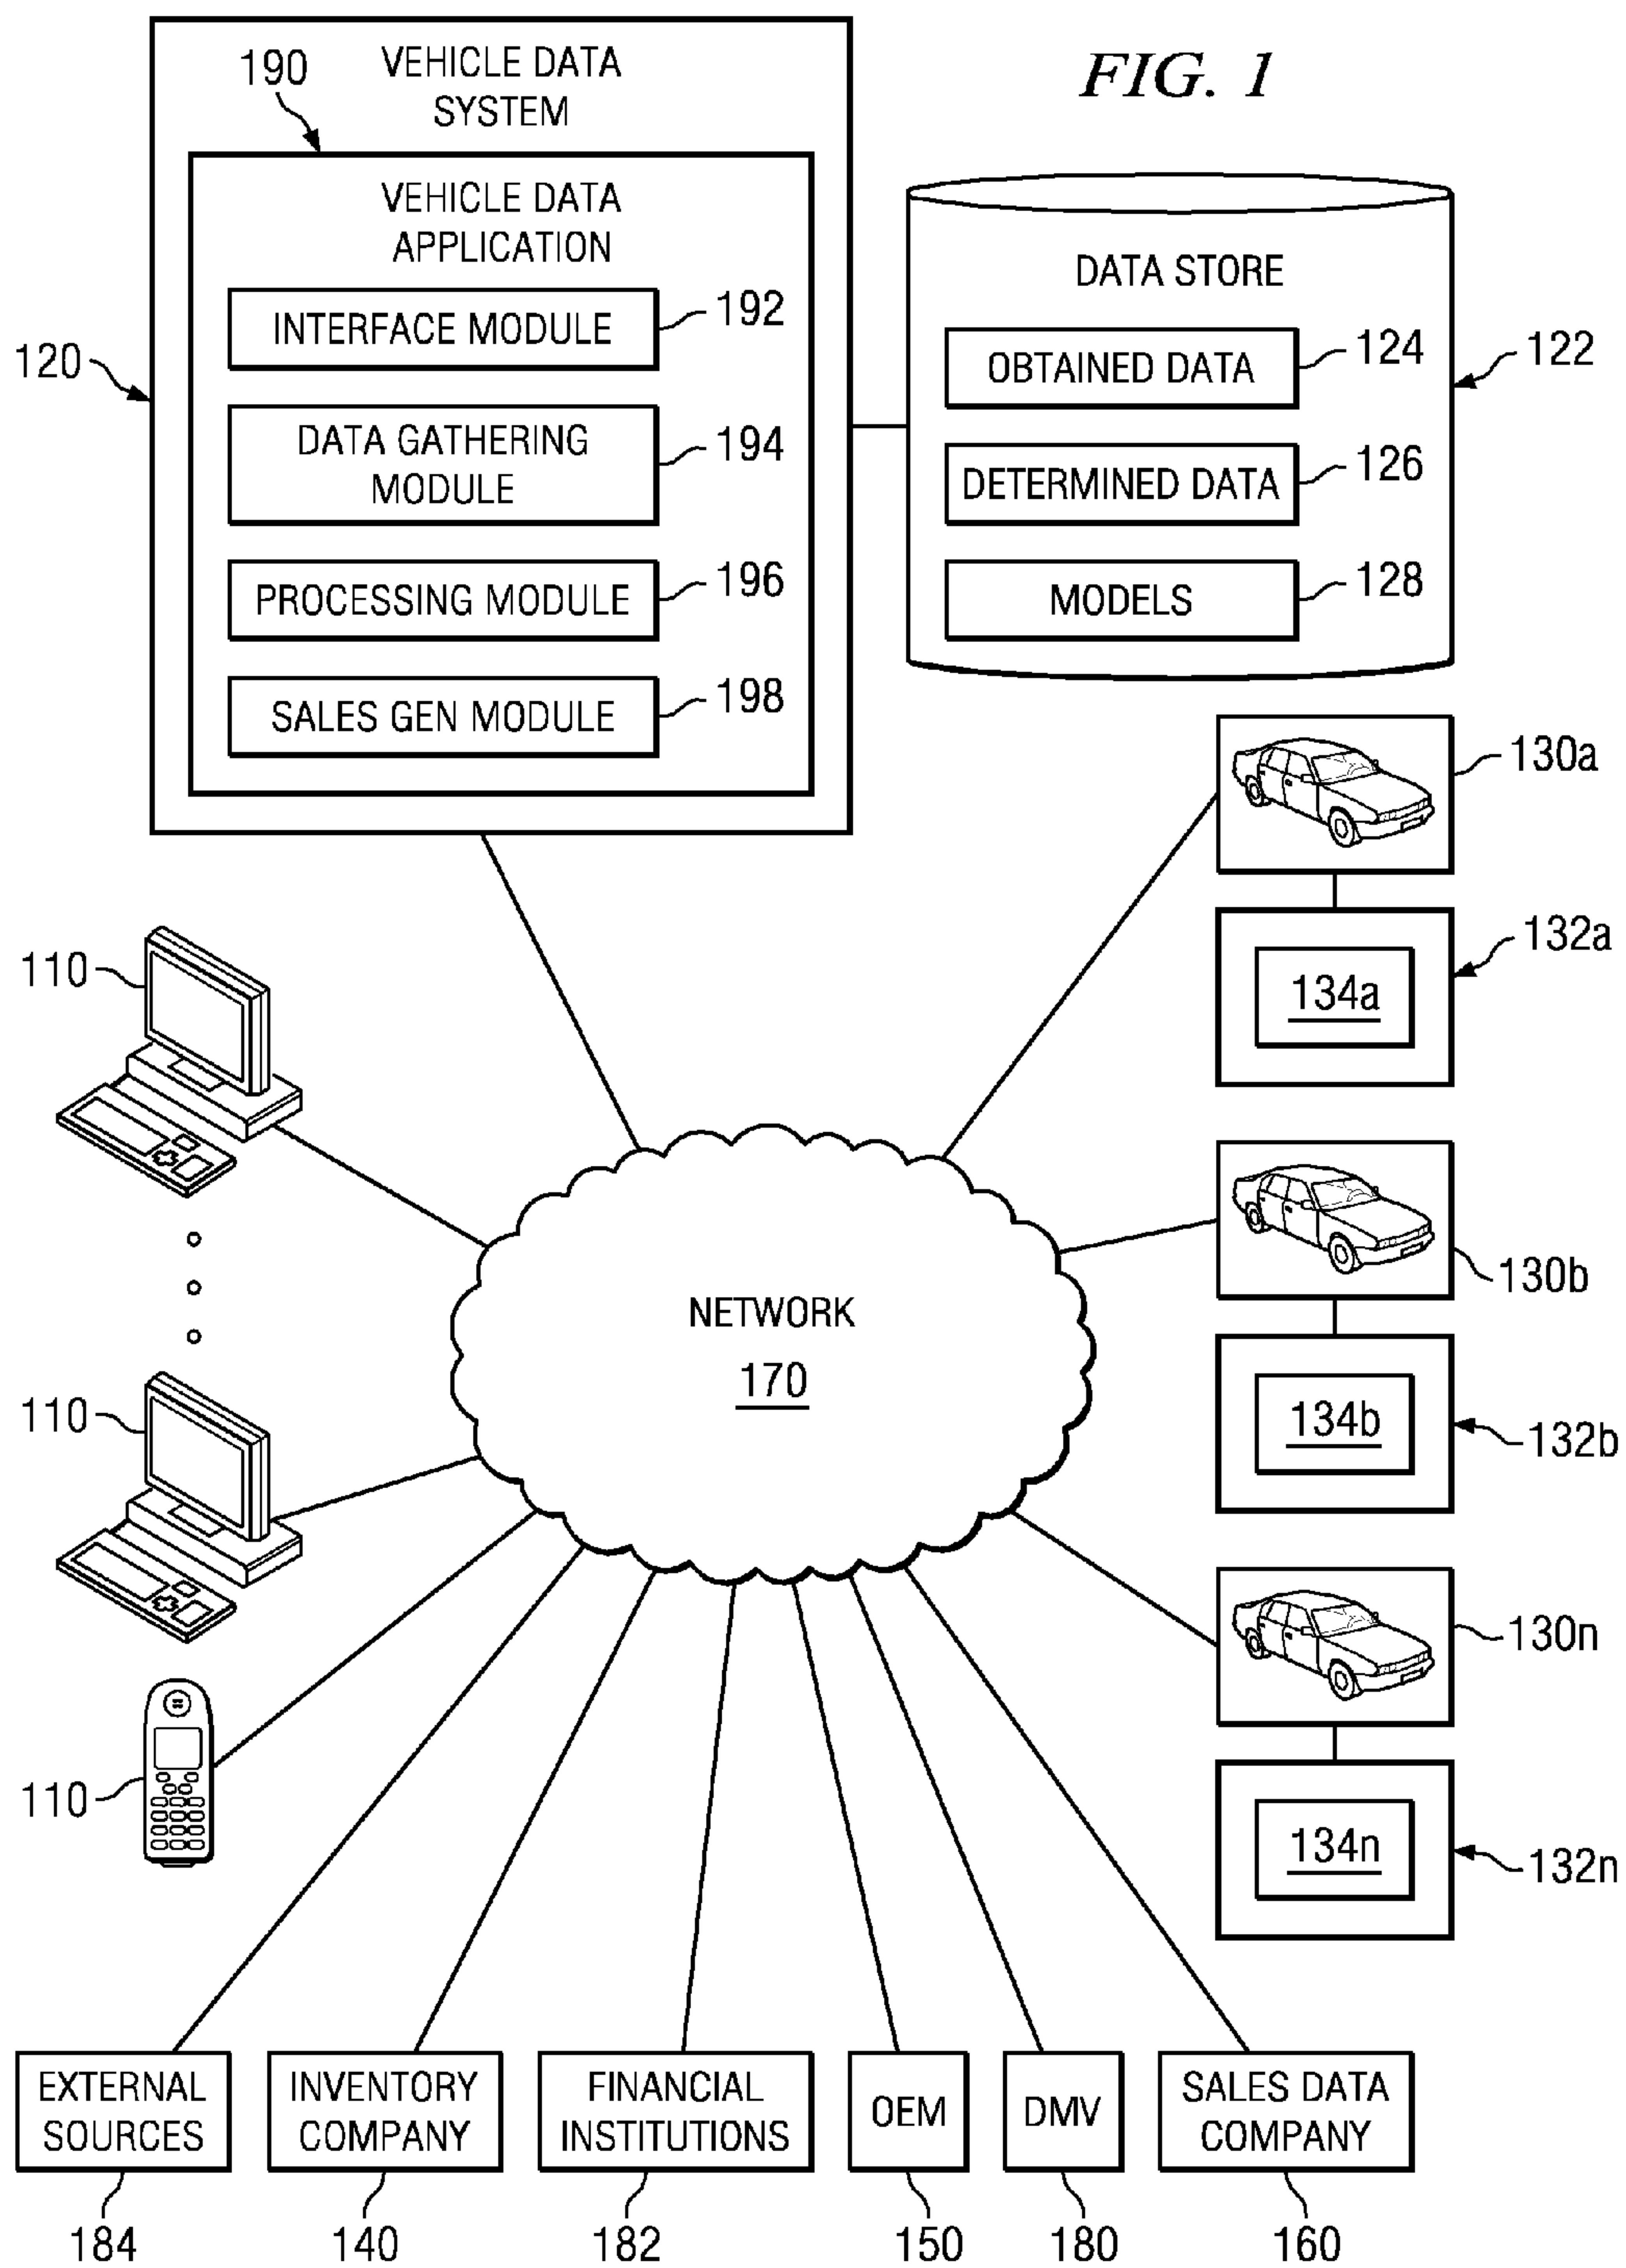 FIG. 1
VEHICLE DATA
SYSTEM
190
VEHICLE DATA
APPLICATION
INTERFACE MODULE
192
DATA GATHERING
MODULE
194
PROCESSING MODULE
196
SALES GEN MODULE
198
120
DATA STORE
OBTAINED DATA
124
DETERMINED DATA
126
MODELS
128
122
130a
132a
134a
110
130b
132b
134b
NETWORK
170
110
130n
132n
134n
110
EXTERNAL
SOURCES
184
INVENTORY
COMPANY
140
FINANCIAL
INSTITUTIONS
182
OEM
150
DMV
180
SALES DATA
COMPANY
160